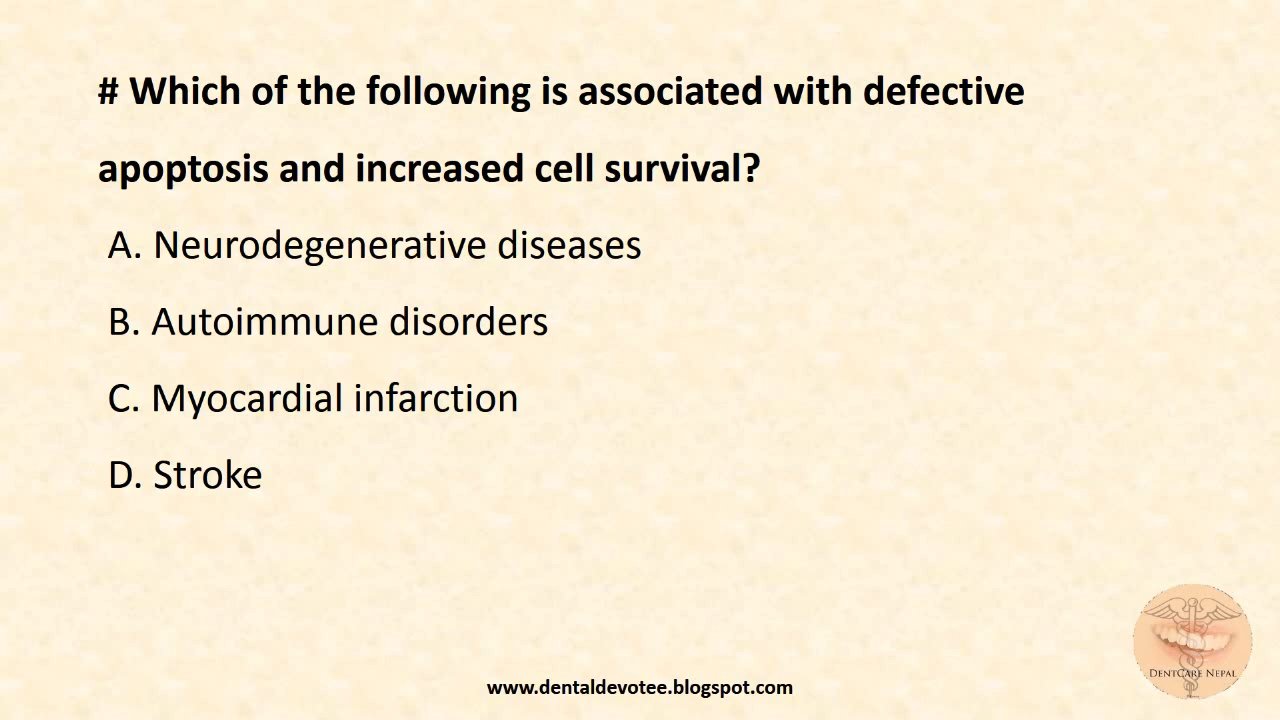 # Which of the following is associated with defective
apoptosis and increased cell survival?
A. Neurodegenerative diseases
B. Autoimmune disorders
C. Myocardial infarction
D. Stroke
DENTCARE NEPAL
www.dentaldevotee.blogspot.com